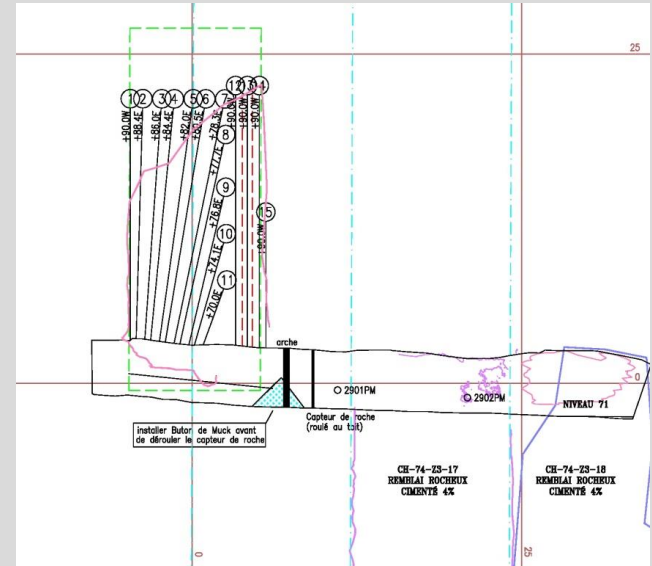 25
1
2
3
4
5
6
7
12
13
14
+90.0W
+88.4E
+86.0E
+84.4E
+82.0E
+80.5E
+78.3E
+90.0W
+90.0W
8
+77.7E
9
+76.8E
15
+90.0W
10
+74.1E
11
+70.0E
arche
0
2901PM
2902PM
NIVEAU 71
installer Butor de Muck avant
de dérouler le capteur de roche
Capteur de roche
(roulé au toit)
CH-74-Z3-17
REMBLAI ROCHEUX
CIMENTÉ 4%
CH-74-Z3-18
REMBLAI ROCHEUX
CIMENTÉ 4%
0
25